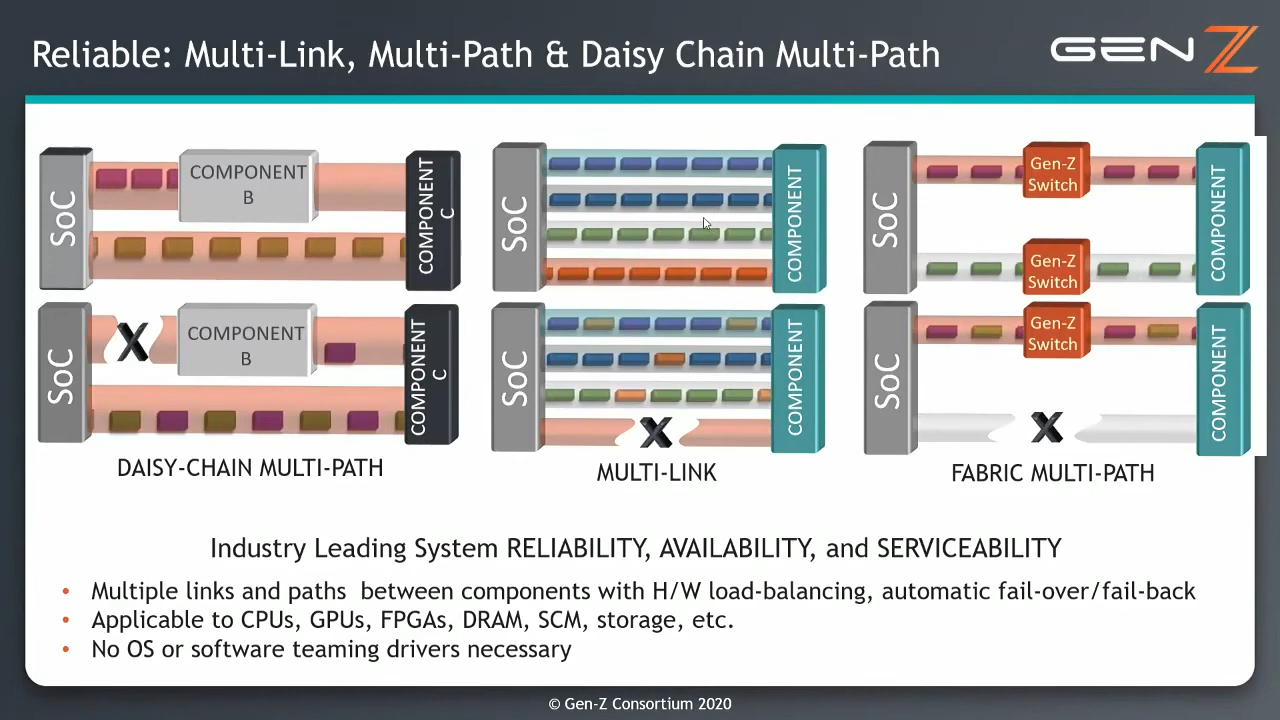 Reliable: Multi-Link, Multi-Path & Daisy Chain Multi-Path
GEN Z
SoC
COMPONENT
B
COMPONENT
C
SoC
COMPONENT
B
COMPONENT
C
DAISY-CHAIN MULTI-PATH
SoC
COMPONENT
SoC
X
COMPONENT
MULTI-LINK
SoC
Gen-Z
Switch
Gen-Z
Switch
COMPONENT
SoC
Gen-Z
Switch
COMPONENT
FABRIC MULTI-PATH
Industry Leading System RELIABILITY, AVAILABILITY, and SERVICEABILITY
• Multiple links and paths between components with H/W load-balancing, automatic fail-over/fail-back
• Applicable to CPUs, GPUs, FPGAs, DRAM, SCM, storage, etc.
• No OS or software teaming drivers necessary
© Gen-Z Consortium 2020